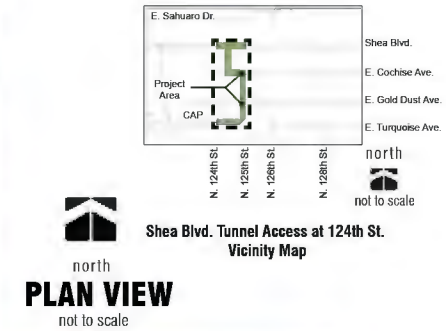 E. Sahuaro Dr.
Shea Blvd.
E. Cochise Ave.
Project
Area
E. Gold Dust Ave.
CAP
E. Turquoise Ave.
N. 124th St.
N. 125th St.
N. 126th St.
N. 128th St.
north
not to scale
Shea Blvd. Tunnel Access at 124th St.
Vicinity Map
north
PLAN VIEW
not to scale